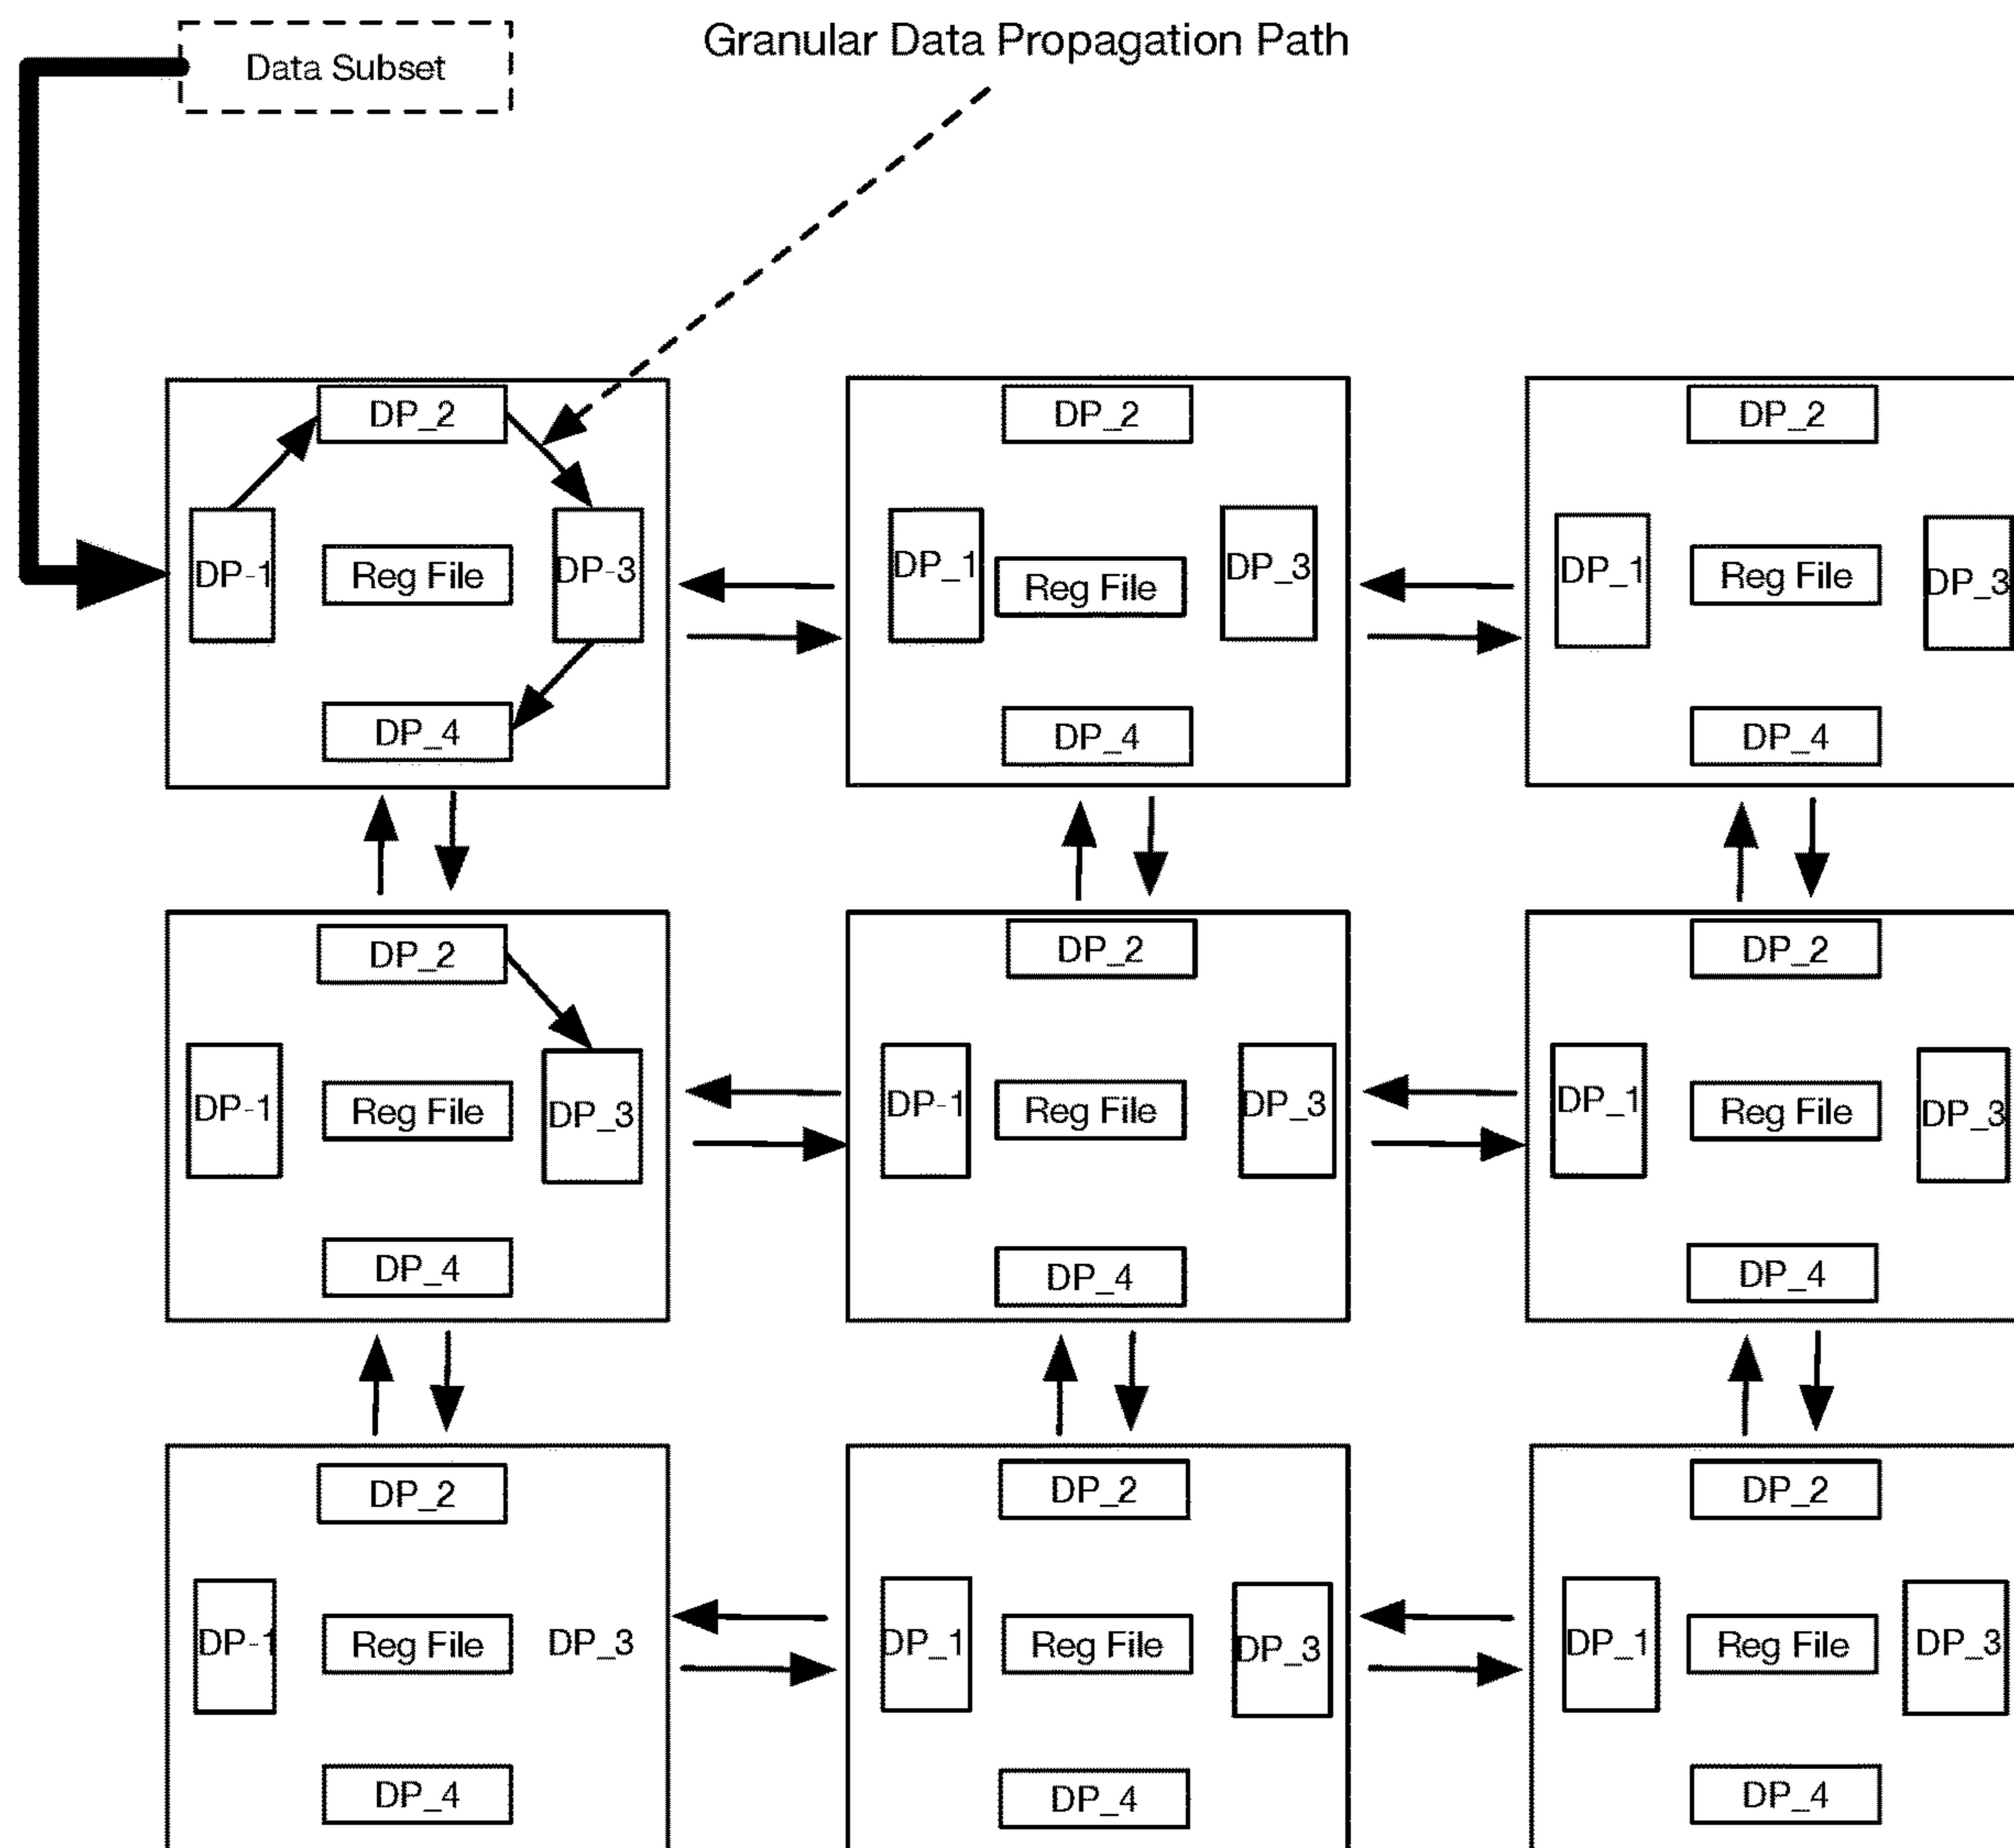 Data Subset
Granular Data Propagation Path
DP_2
DP-1
Reg File
DP-3
DP_4
DP_2
DP_1
Reg File
DP_3
DP_4
DP_2
DP_1
Reg File
DP_3
DP_4
DP_2
DP-1
Reg File
DP_3
DP_4
DP_2
DP-1
Reg File
DP_3
DP_4
DP_2
DP_1
Reg File
DP_3
DP_4
DP_2
DP-1
Reg File
DP_3
DP_4
DP_2
DP_1
Reg File
DP_3
DP_4
DP_2
DP_1
Reg File
DP_3
DP_4